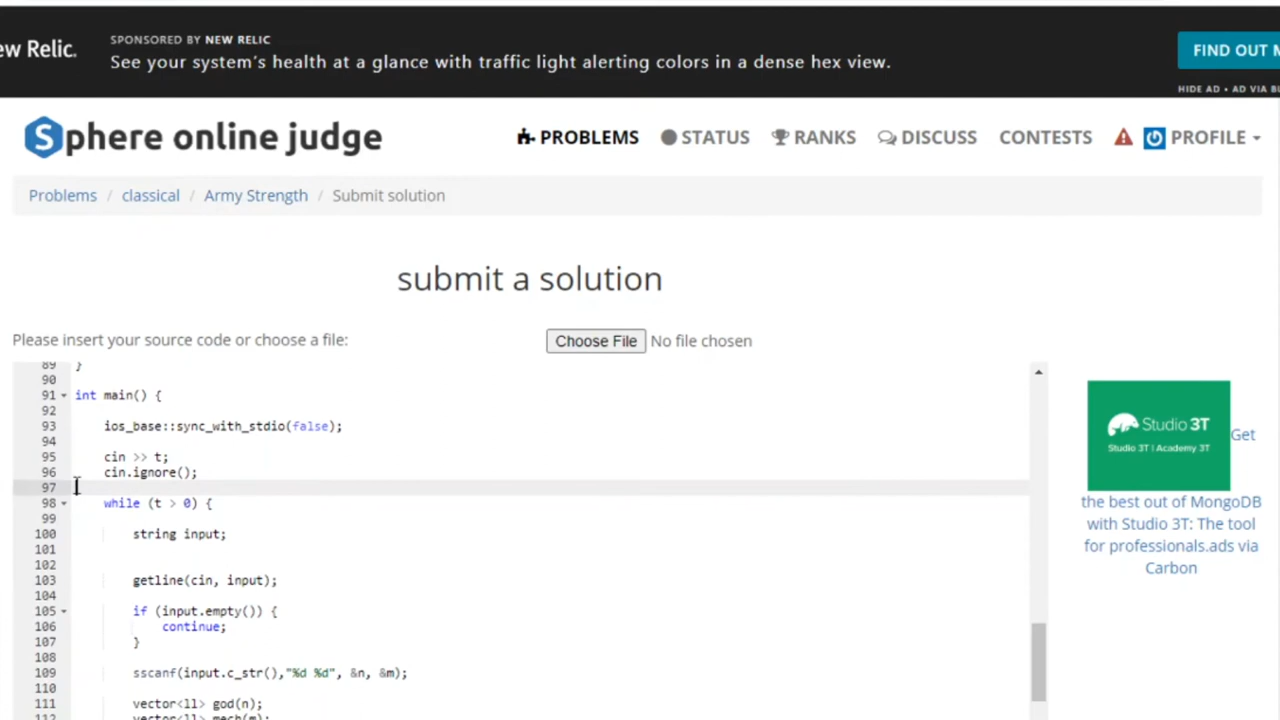 ew Relic.
SPONSORED BY NEW RELIC
See your system's health at a glance with traffic light alerting colors in a dense hex view.
FIND OUT M
HIDE AD • AD VIA BU
Sphere online judge
PROBLEMS STATUS RANKS DISCUSS CONTESTS PROFILE
Problems / classical / Army Strength / Submit solution
submit a solution
Please insert your source code or choose a file:
Choose File No file chosen
89 }
90
91 int main() {
92
93 ios_base::sync_with_stdio(false);
94
95 cin >> t;
96 cin.ignore();
97
98 while (t > 0) {
99
100 string input;
101
102
103 getline(cin, input);
104
105 if (input.empty()) {
106 continue;
107 }
108
109 sscanf(input.c_str(),"%d %d", &n, &m);
110
111 vector<ll> god(n);
112 vector<ll> mech(m);
Studio 3T
Studio 3T | Academy 3T
Get
the best out of MongoDB
with Studio 3T: The tool
for professionals.ads via
Carbon